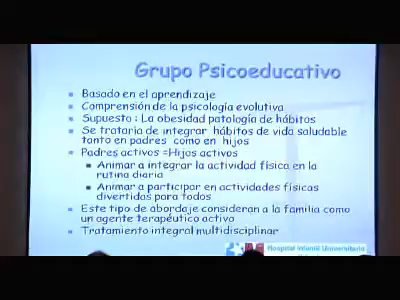 Grupo Psicoeducativo
Basado en el aprendizaje
Comprensión de la psicología evolutiva
Supuesto : La obesidad patología de hábitos
Se trataría de integrar hábitos de vida saludable
tanto en padres como en hijos
Padres activos =Hijos activos
Animar a integrar la actividad física en la
rutina diaria
Animar a participar en actividades físicas
divertidas para todos
Este tipo de abordaje consideran a la familia como
un agente terapéutico activo
Tratamiento integral multidisciplinar
Hospital Infantil Universitario